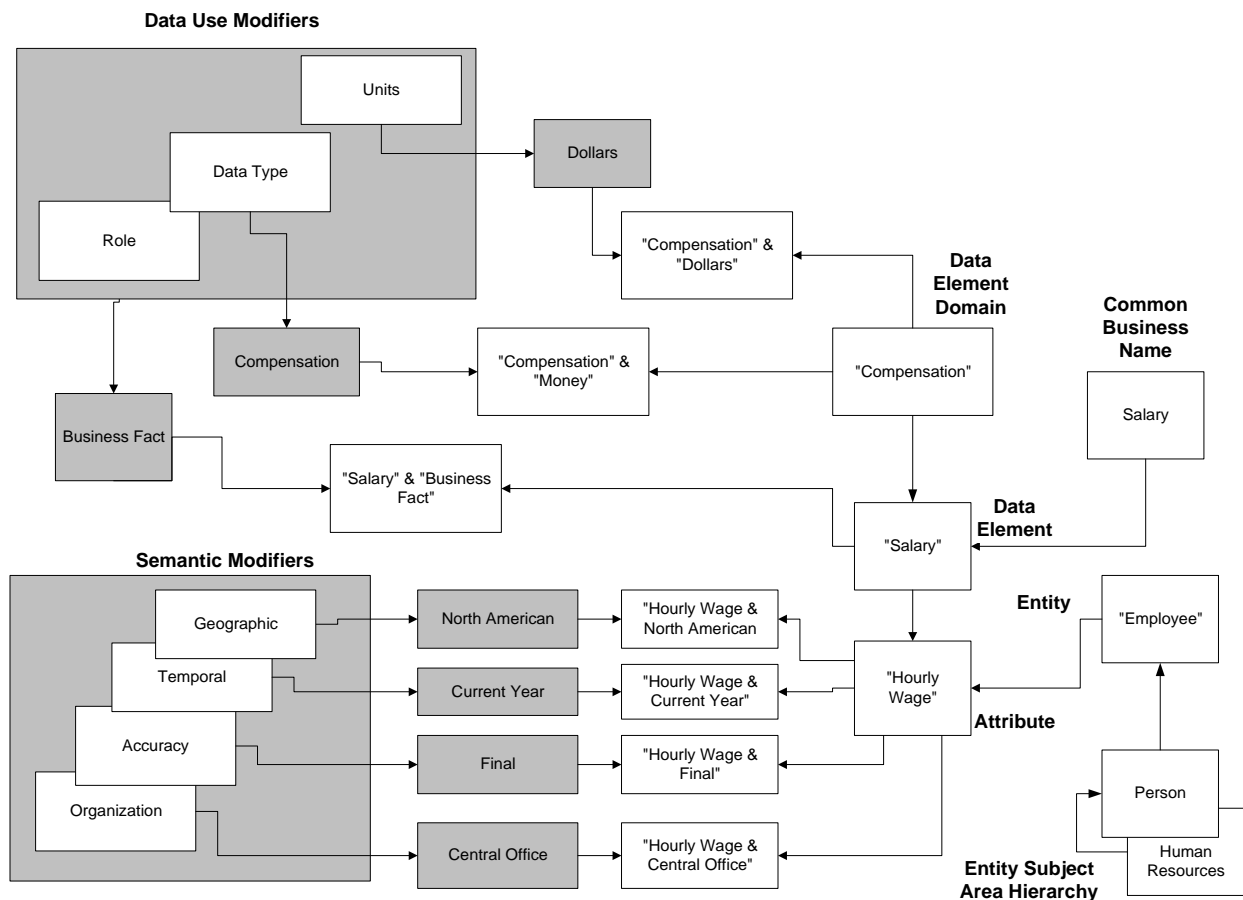 Data Use Modifiers
Units
Data Type
Role
Dollars
"Compensation" &
"Dollars"
Data
Element
Domain
Common
Business
Name
Compensation
"Compensation" &
"Money"
"Compensation"
Salary
Business Fact
"Salary" & "Business
Fact"
Data
Element
"Salary"
Semantic Modifiers
Geographic
Temporal
Accuracy
Organization
North American
"Hourly Wage &
North American
Current Year
"Hourly Wage &
Current Year"
Final
"Hourly Wage &
Final"
Central Office
"Hourly Wage &
Central Office"
Entity
"Employee"
"Hourly
Wage"
Attribute
Person
Human
Resources
Entity Subject
Area Hierarchy